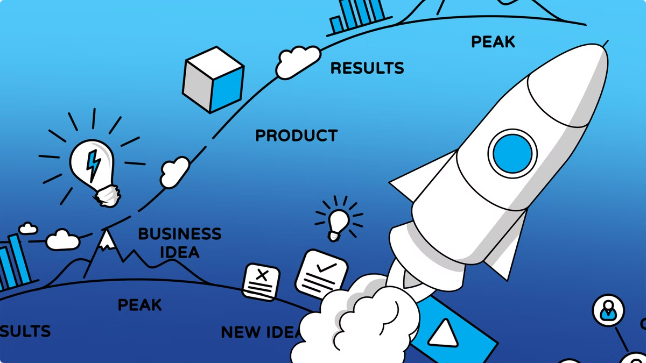 PEAK
RESULTS
PRODUCT
BUSINESS
IDEA
PEAK
SULTS
NEW IDEA